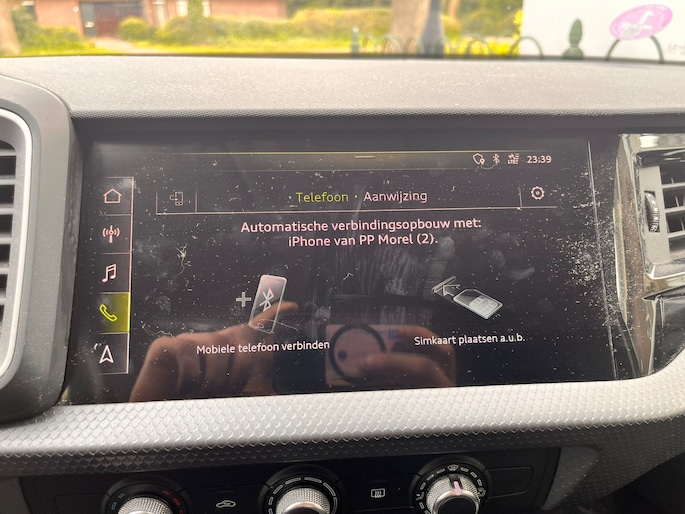 23:39
Telefoon · Aanwijzing
Automatische verbindingsopbouw met:
iPhone van PP Morel (2).
Mobiele telefoon verbinden
Simkaart plaatsen a.u.b.